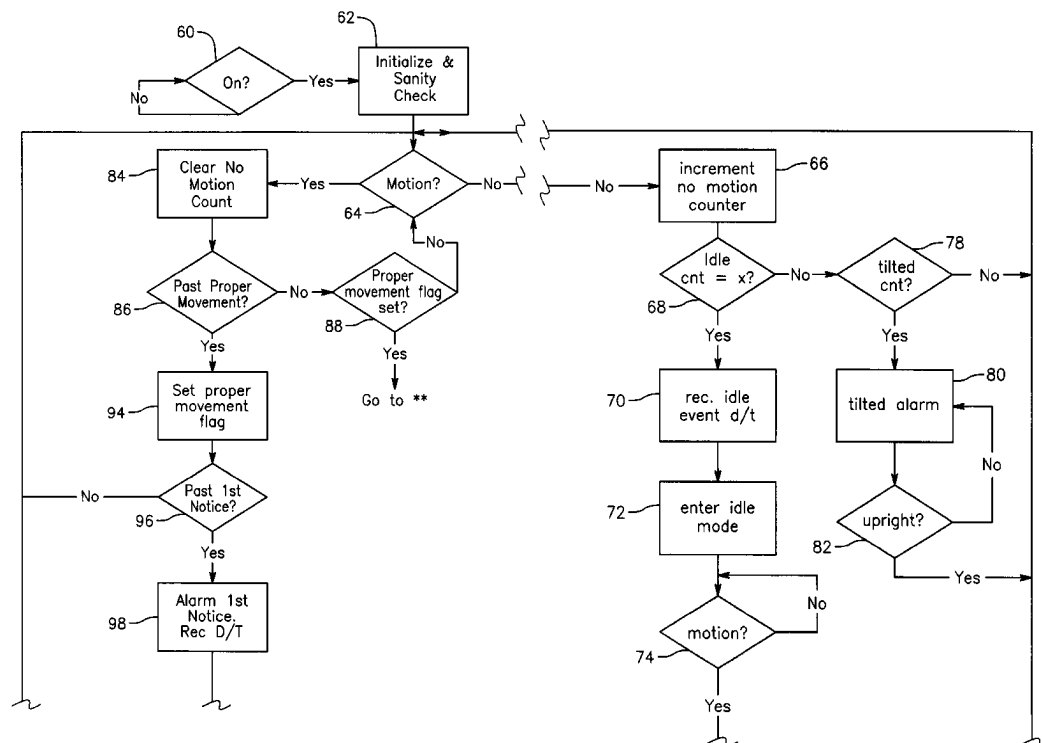 60
On?
No
Yes
62
Initialize &
Sanity
Check
84
Clear No
Motion
Count
Yes
Motion?
64
No
No
increment
no motion
counter
66
No
Past Proper
Movement?
86
No
Proper
movement flag
set?
88
Yes
Go to **
Yes
Set proper
movement
flag
94
No
Past 1st
Notice?
96
Yes
Alarm 1st
Notice.
Rec D/T
98
Idle
cnt = x?
68
No
tilted
cnt?
78
No
Yes
Yes
rec. idle
event d/t
70
tilted alarm
80
No
enter idle
mode
72
upright?
82
Yes
No
motion?
74
Yes